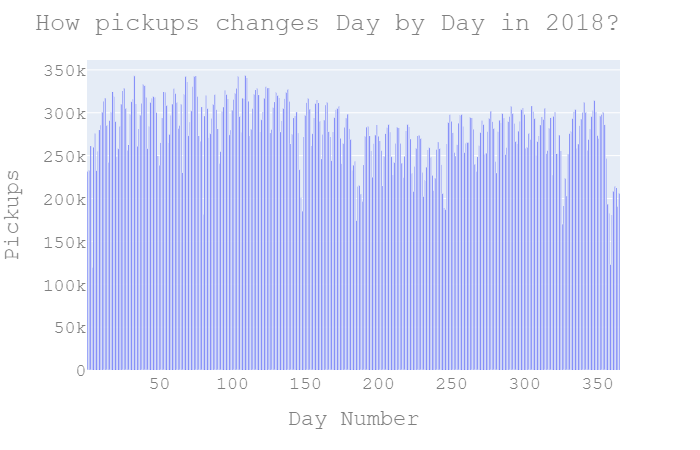 How pickups changes Day by Day in 2018?
350k
300k
250k
200k
150k
100k
50k
0
Pickups
50 100 150 200 250 300 350
Day Number